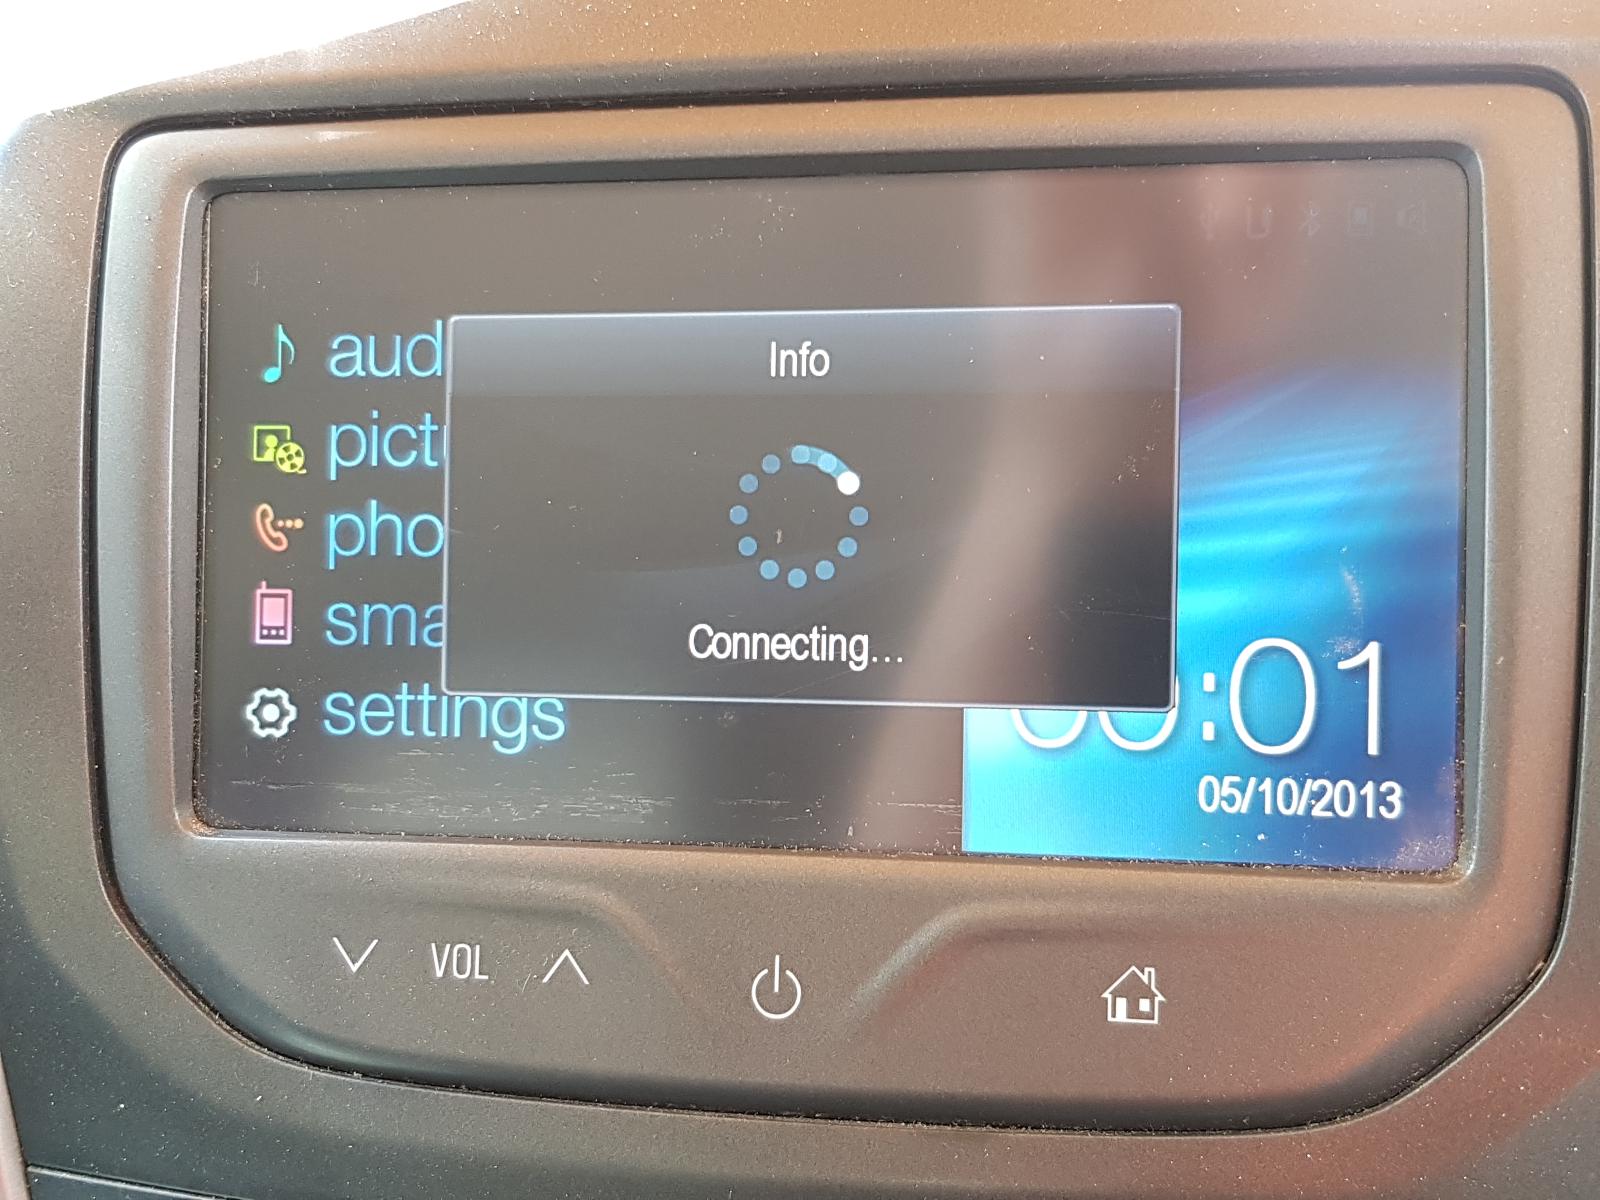 aud
pict
pho
sma
settings
Info
Connecting...
:01
05/10/2013
VOL